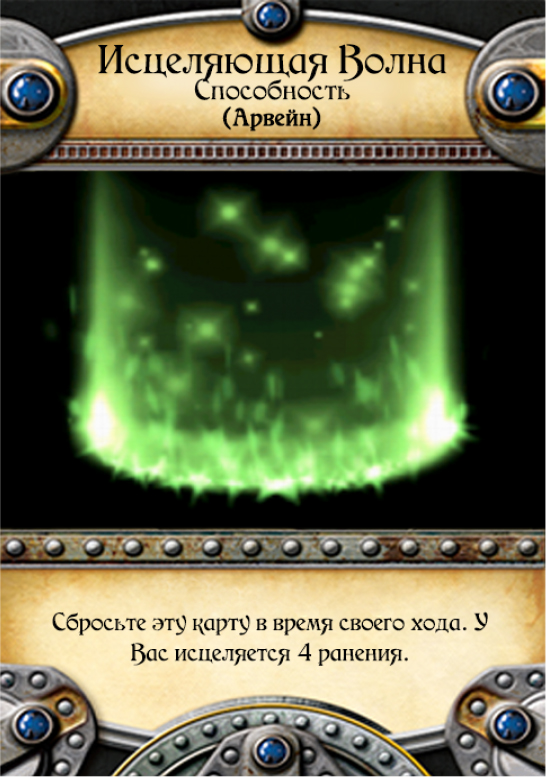 Исцеляющая Волна
Способность
(Арвейн)
Сбросьте эту карту в время своего хода. У
Вас исцеляется 4 ранения.